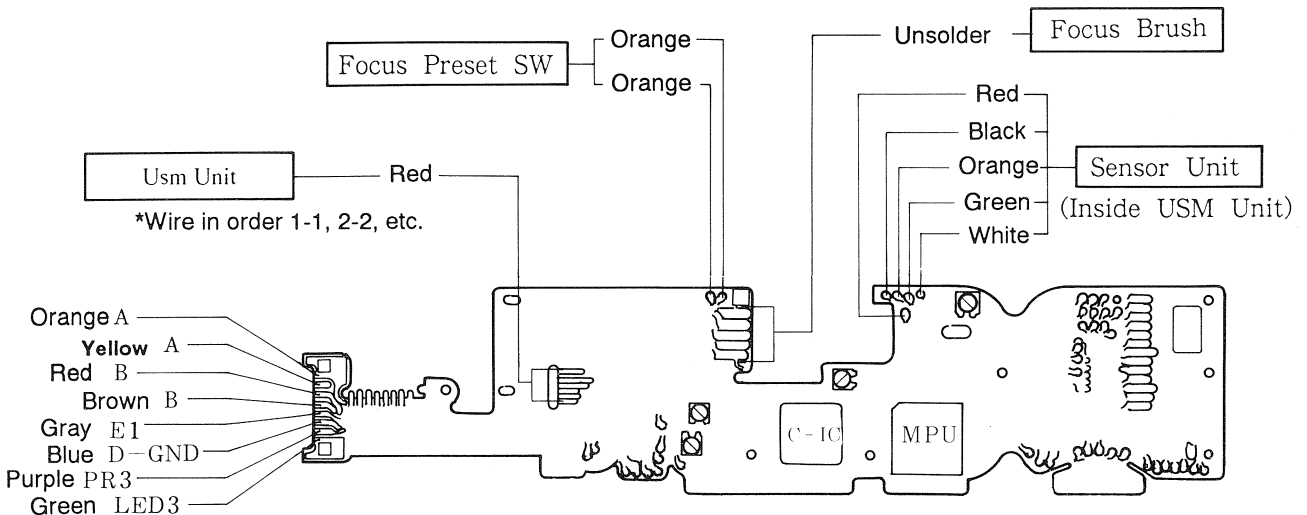 Orange
Unsolder
Focus Brush
Focus Preset SW
Orange
Red
Black
Usm Unit
Red
Orange
Sensor Unit
Green
(Inside USM Unit)
*Wire in order 1-1, 2-2, etc.
White
Orange A
Yellow A
Red B
Brown B
Gray E1
C-IC
MPU
Blue D-GND
Purple PR3
Green LED3